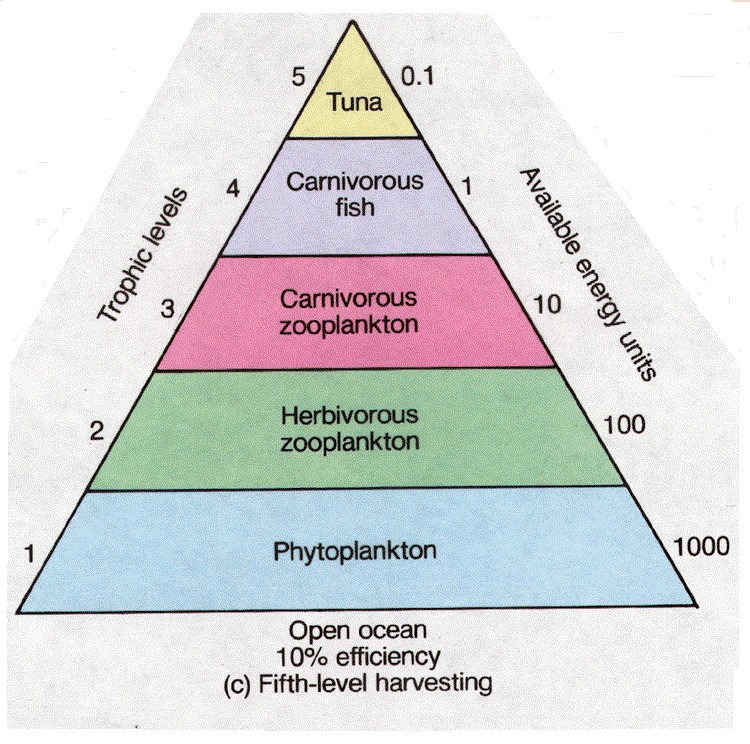 5
0.1
Tuna
4
Carnivorous
fish
1
Trophic levels
Available energy units
3
Carnivorous
zooplankton
10
2
Herbivorous
zooplankton
100
1
Phytoplankton
1000
Open ocean
10% efficiency
(c) Fifth-level harvesting